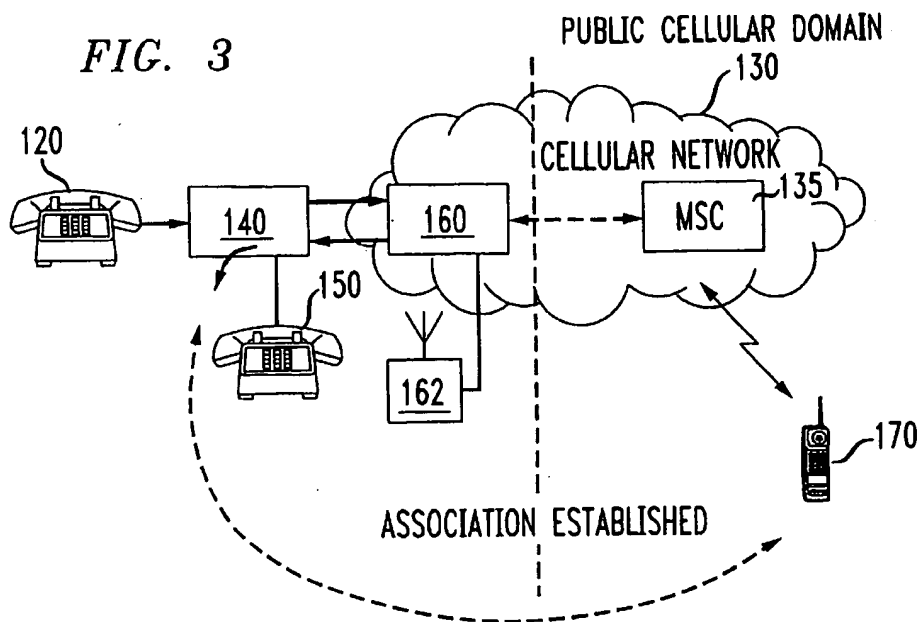 FIG. 3
PUBLIC CELLULAR DOMAIN
130
120
CELLULAR NETWORK
140
160
MSC
135
150
162
170
ASSOCIATION ESTABLISHED